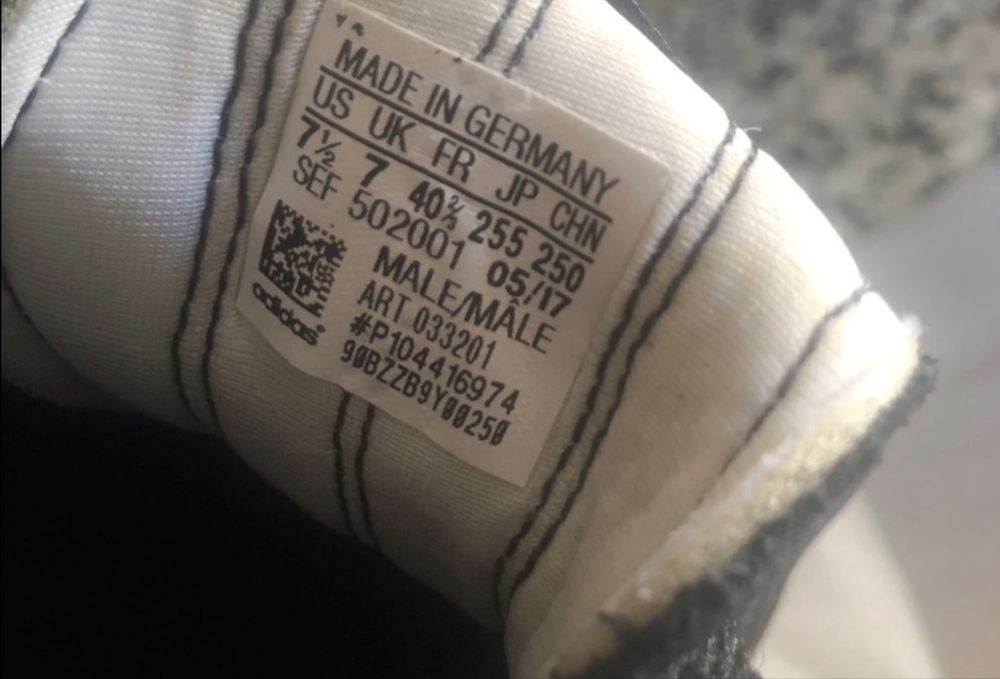 MADE IN GERMANY
US UK FR JP CHN
7½ 7 40⅔ 255 250
SEF 502001 05/17
MALE/MÂLE
ART 033201
#P104416974
90BZZB9Y00250
adidas